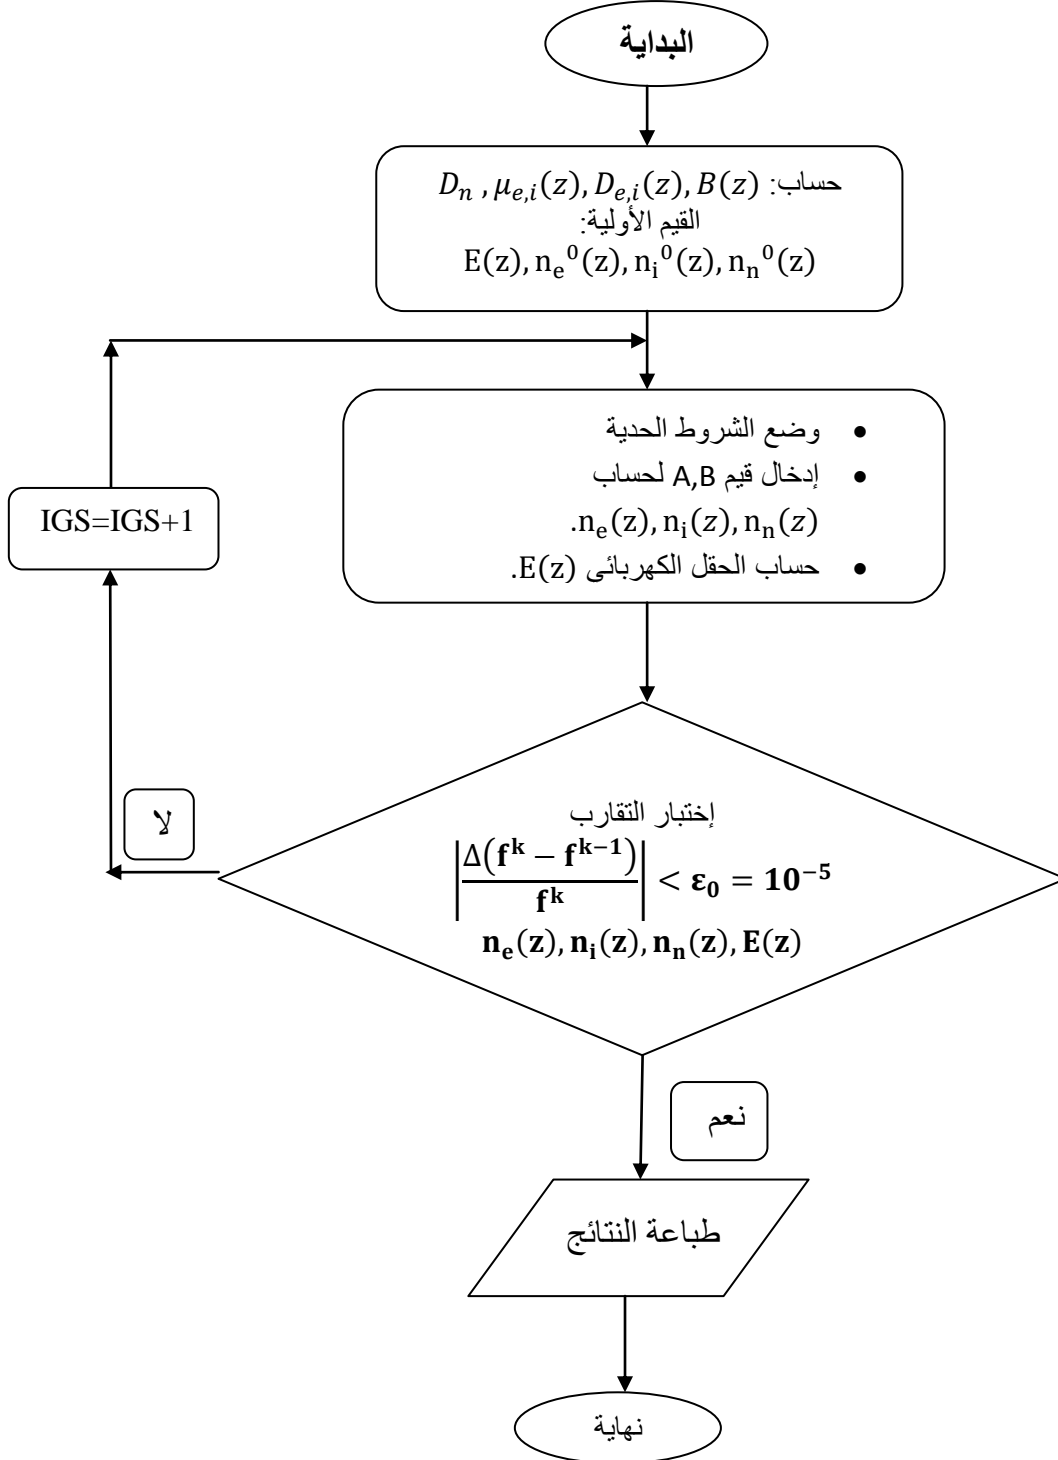 البداية
حساب: D_n , μ_{e,i}(z), D_{e,i}(z), B(z)
القيم الأولية:
E(z), n_e^0(z), n_i^0(z), n_n^0(z)
• وضع الشروط الحدية
• إدخال قيم A,B لحساب
n_e(z), n_i(z), n_n(z).
• حساب الحقل الكهربائى E(z).
IGS=IGS+1
لا
إختبار التقارب
|Δ(f^k − f^{k−1}) / f^k| < ε_0 = 10^{−5}
n_e(z), n_i(z), n_n(z), E(z)
نعم
طباعة النتائج
نهاية